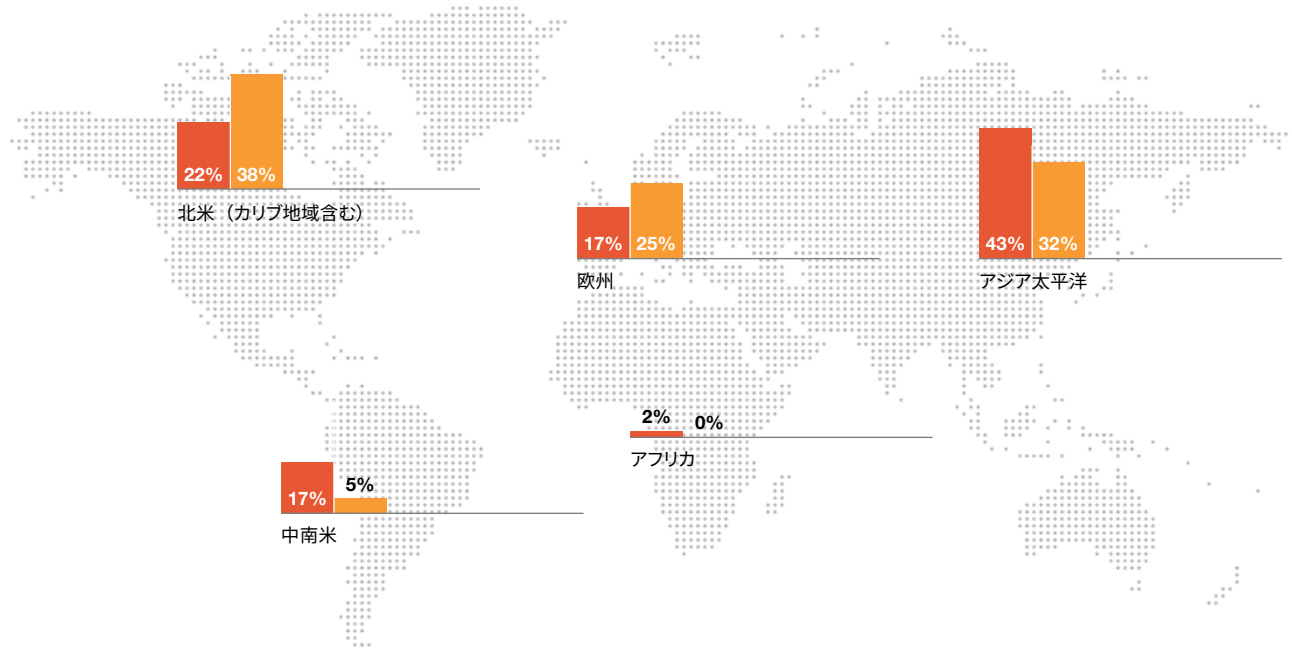 22% 38%
北米（カリブ地域含む）
17% 25%
欧州
43% 32%
アジア太平洋
2% 0%
アフリカ
17% 5%
中南米